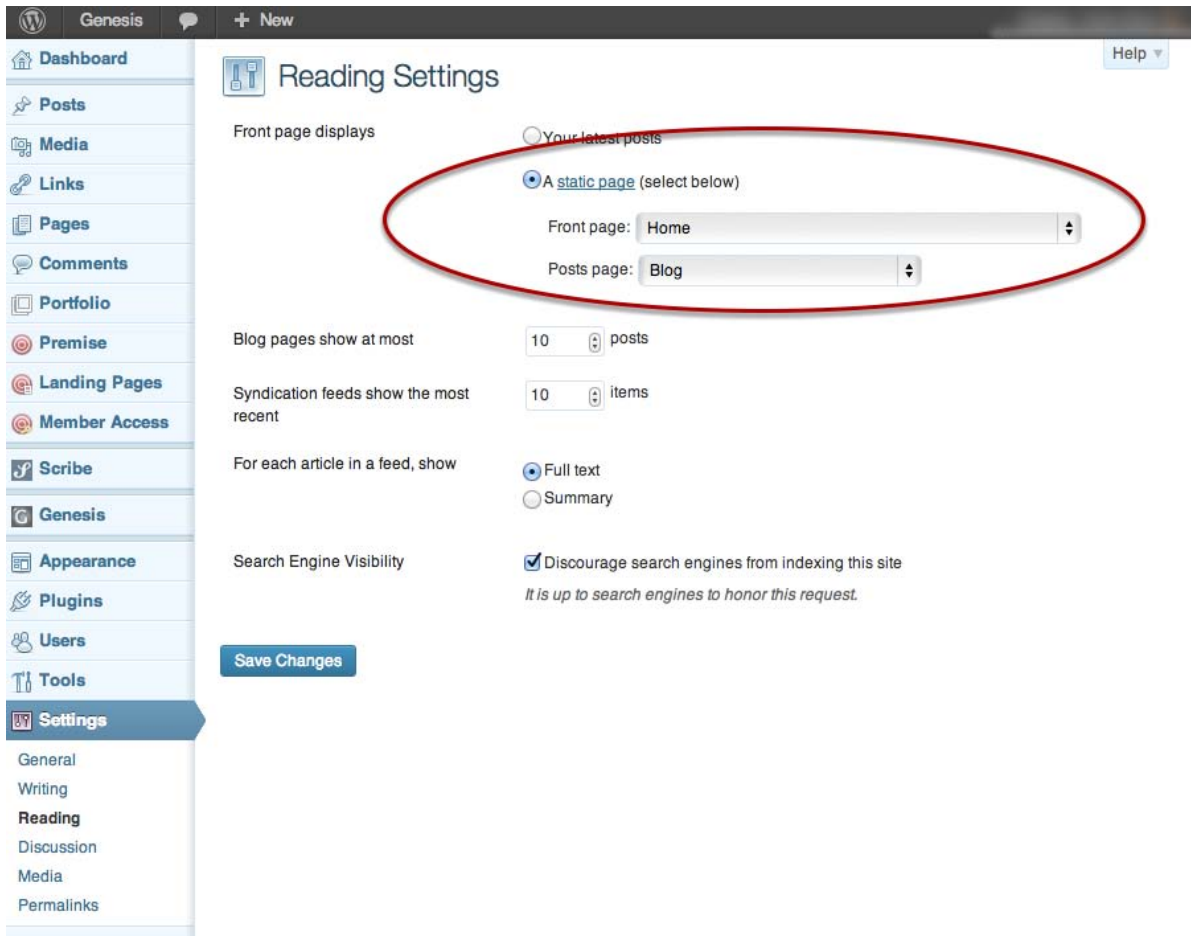 Genesis + New
Help
Dashboard
Posts
Media
Links
Pages
Comments
Portfolio
Premise
Landing Pages
Member Access
Scribe
Genesis
Appearance
Plugins
Users
Tools
Settings
General
Writing
Reading
Discussion
Media
Permalinks
Reading Settings
Front page displays
Your latest posts
A static page (select below)
Front page: Home
Posts page: Blog
Blog pages show at most 10 posts
Syndication feeds show the most
recent
10 items
For each article in a feed, show
Full text
Summary
Search Engine Visibility
Discourage search engines from indexing this site
It is up to search engines to honor this request.
Save Changes